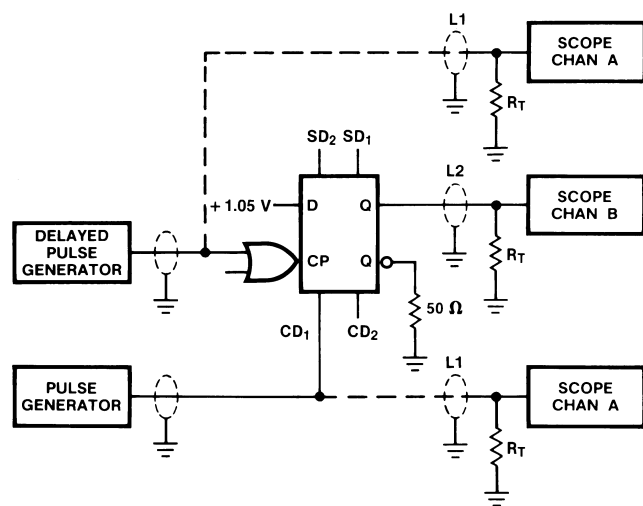 L1
SCOPE
CHAN A
RT
SD2 SD1
L2
+1.05 V
D Q
SCOPE
CHAN B
DELAYED
PULSE
GENERATOR
CP Q
RT
50 Ω
CD1 CD2
L1
PULSE
GENERATOR
SCOPE
CHAN A
RT